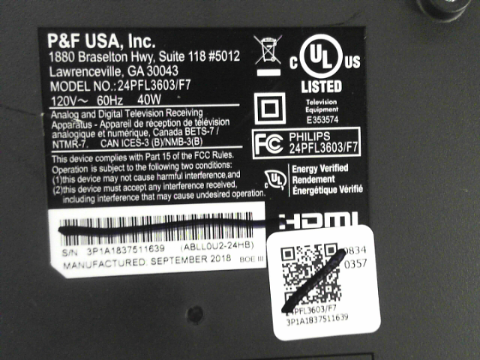 P&F USA, Inc.
1880 Braselton Hwy, Suite 118 #5012
Lawrenceville, GA 30043
MODEL NO.:24PFL3603/F7
120V~ 60Hz 40W
Analog and Digital Television Receiving
Apparatus - Appareil de réception de télévision
analogique et numérique, Canada BETS-7 /
NTMR-7. CAN ICES-3 (B)/NMB-3(B)
This device complies with Part 15 of the FCC Rules.
Operation is subject to the following two conditions:
(1)this device may not cause harmful interference,and
(2)this device must accept any interference received,
including interference that may cause undesired operation.
C UL US
LISTED
Television
Equipment
E353574
FC PHILIPS
24PFL3603/F7
UL Energy Verified
Rendement
Énergétique Vérifié
HDMI
S/N 3P1A1837511639 (ABLL0U2-24HB)
MANUFACTURED SEPTEMBER 2018 BOE III
0834
0357
24PFL3603/F7
3P1A1837511639